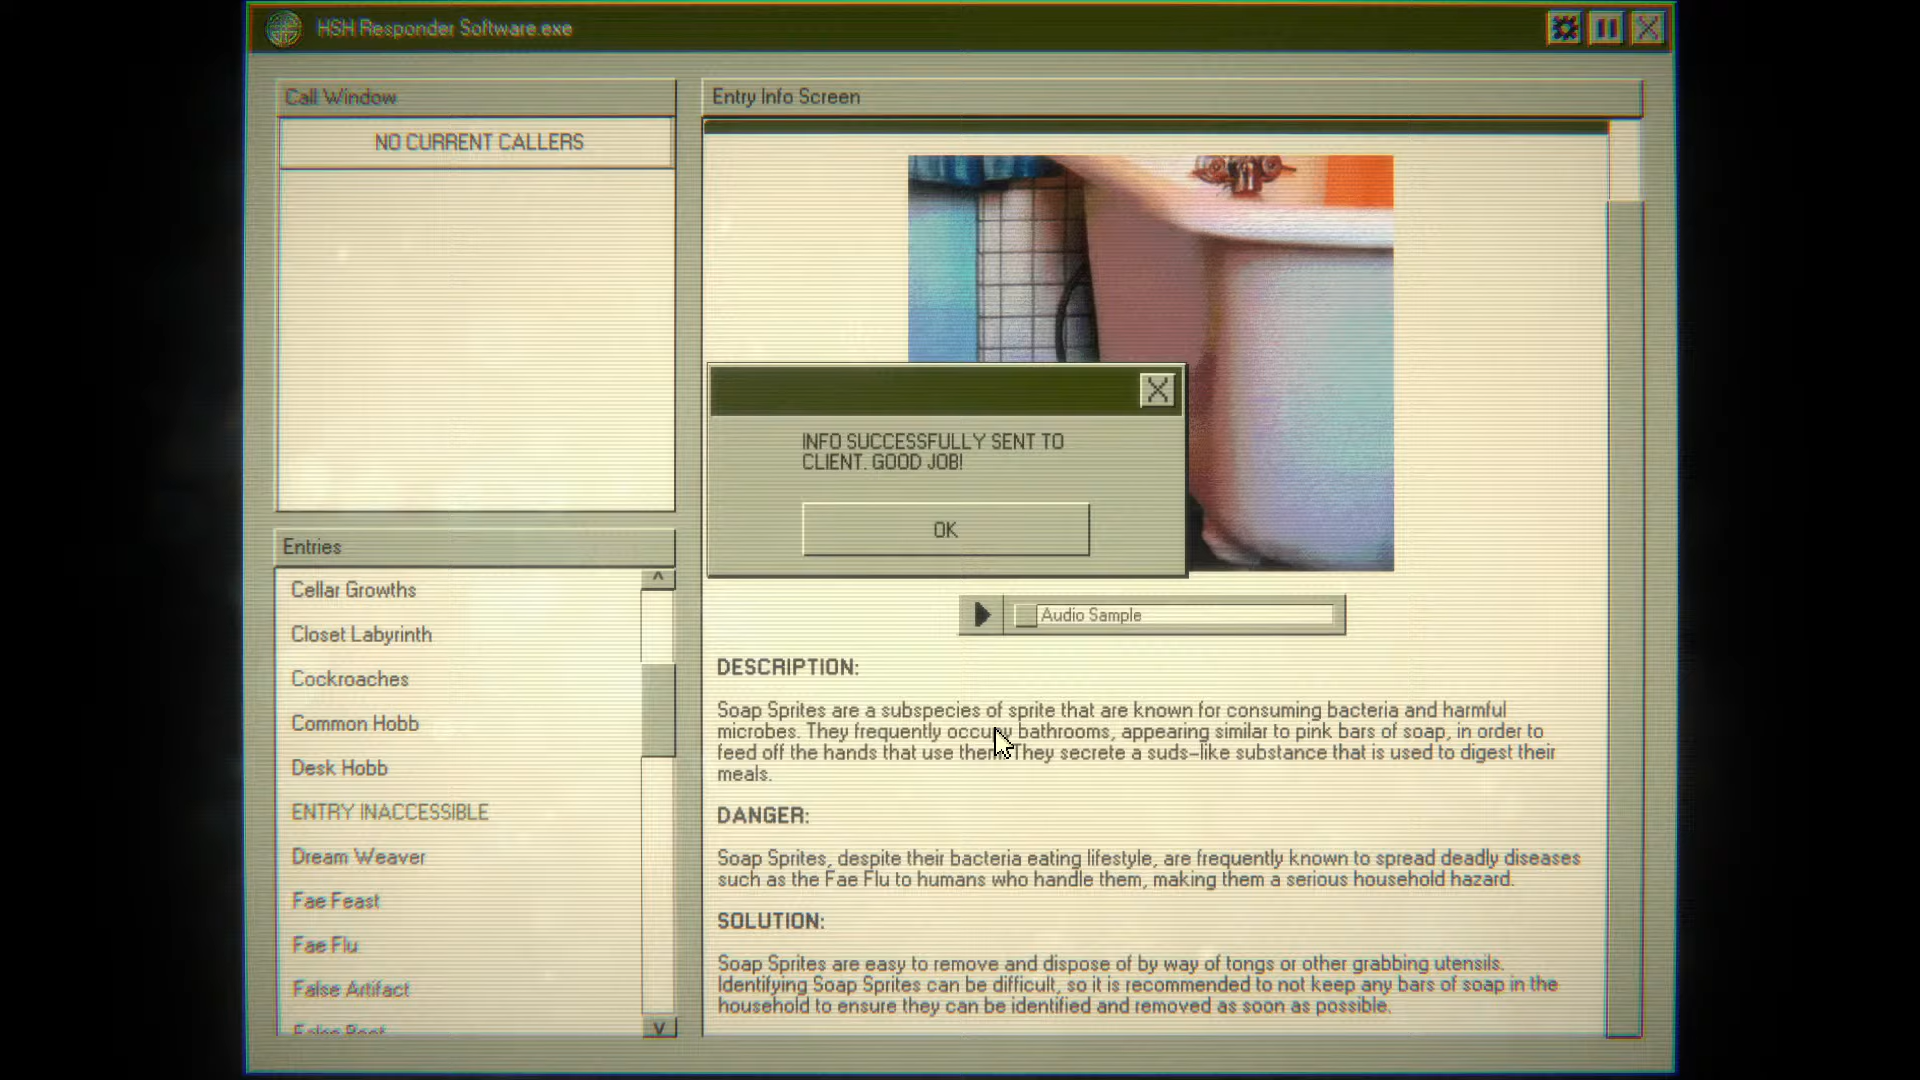 HSH Responder Software.exe
Call Window
NO CURRENT CALLERS
Entry Info Screen
INFO SUCCESSFULLY SENT TO
CLIENT. GOOD JOB!
OK
Audio Sample
DESCRIPTION:
Soap Sprites are a subspecies of sprite that are known for consuming bacteria and harmful
microbes. They frequently occupy bathrooms, appearing similar to pink bars of soap, in order to
feed off the hands that use them. They secrete a suds-like substance that is used to digest their
meals.
DANGER:
Soap Sprites, despite their bacteria eating lifestyle, are frequently known to spread deadly diseases
such as the Fae Flu to humans who handle them, making them a serious household hazard.
SOLUTION:
Soap Sprites are easy to remove and dispose of by way of tongs or other grabbing utensils.
Identifying Soap Sprites can be difficult, so it is recommended to not keep any bars of soap in the
household to ensure they can be identified and removed as soon as possible.
Entries
Cellar Growths
Closet Labyrinth
Cockroaches
Common Hobb
Desk Hobb
ENTRY INACCESSIBLE
Dream Weaver
Fae Feast
Fae Flu
False Artifact